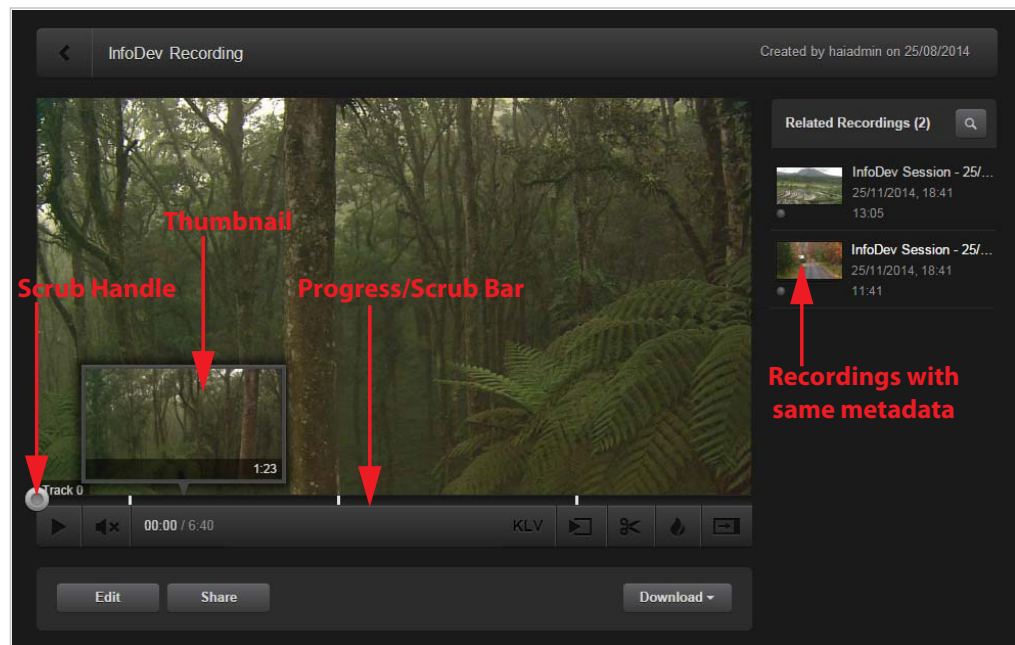 InfoDev Recording
Created by haiadmin on 25/08/2014
Related Recordings (2)
InfoDev Session - 25/...
25/11/2014, 18:41
13:05
InfoDev Session - 25/...
25/11/2014, 18:41
11:41
Thumbnail
Scrub Handle
Progress/Scrub Bar
Recordings with
same metadata
1:23
Track 0
00:00 / 6:40
KLV
Edit
Share
Download